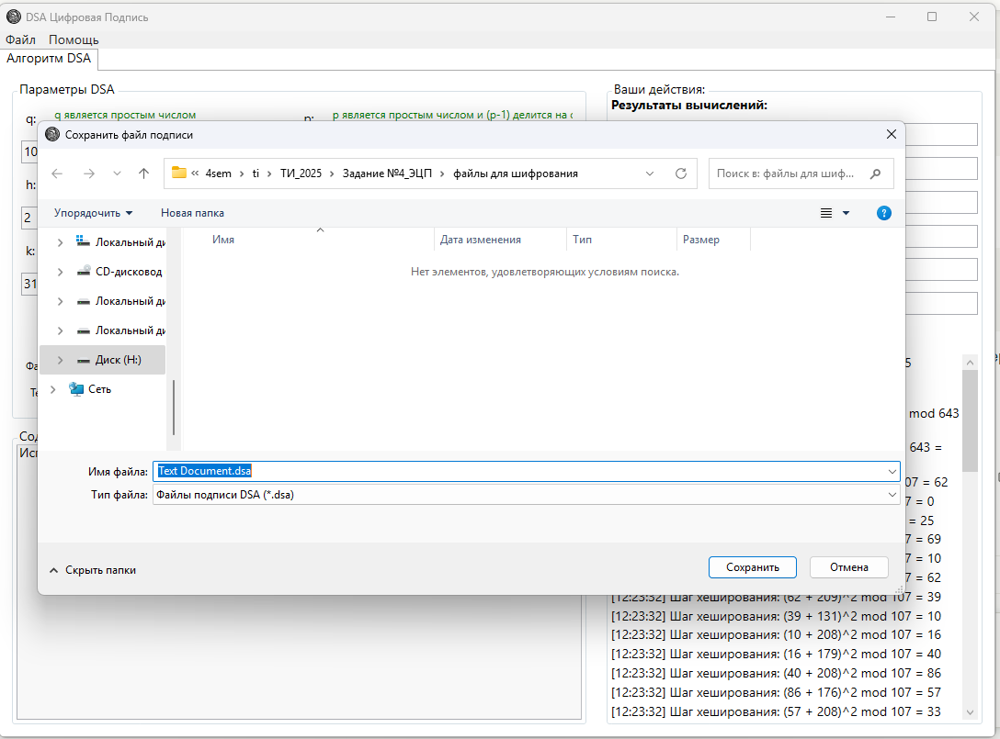 DSA Цифровая Подпись
Файл Помощь
Алгоритм DSA
Параметры DSA
Ваши действия:
Результаты вычислений:
q: q является простым числом p: p является простым числом и (p-1) делится на
10
h:
2
k:
31
Сохранить файл подписи
« 4sem › ti › ТИ_2025 › Задание №4_ЭЦП › файлы для шифрования
Поиск в: файлы для шиф...
Упорядочить Новая папка
Имя Дата изменения Тип Размер
Нет элементов, удовлетворяющих условиям поиска.
Локальный ди
CD-дисковод
Локальный ди
Локальный ди
Диск (H:)
Сеть
Имя файла: Text Document.dsa
Тип файла: Файлы подписи DSA (*.dsa)
Скрыть папки
Сохранить Отмена
5
mod 643
643 =
07 = 62
7 = 0
= 25
7 = 69
7 = 10
7 = 62
[12:23:32] Шаг хеширования: (62 + 209)^2 mod 107 = 39
[12:23:32] Шаг хеширования: (39 + 131)^2 mod 107 = 10
[12:23:32] Шаг хеширования: (10 + 208)^2 mod 107 = 16
[12:23:32] Шаг хеширования: (16 + 179)^2 mod 107 = 40
[12:23:32] Шаг хеширования: (40 + 208)^2 mod 107 = 86
[12:23:32] Шаг хеширования: (86 + 176)^2 mod 107 = 57
[12:23:32] Шаг хеширования: (57 + 208)^2 mod 107 = 33